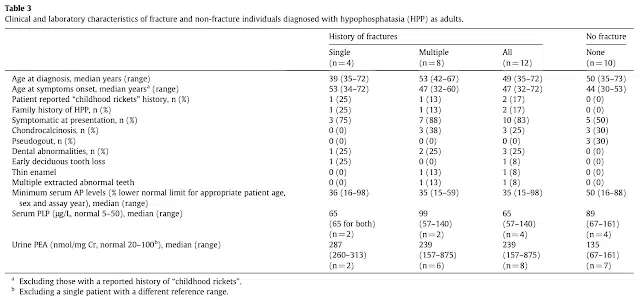 Table 3
Clinical and laboratory characteristics of fracture and non-fracture individuals diagnosed with hypophosphatasia (HPP) as adults.
History of fractures No fracture
Single Multiple All None
(n = 4) (n = 8) (n = 12) (n = 10)
Age at diagnosis, median years (range) 39 (35–72) 53 (42–67) 49 (35–72) 50 (35–73)
Age at symptoms onset, median yearsᵃ (range) 53 (34–72) 47 (32–60) 47 (32–72) 44 (30–53)
Patient reported "childhood rickets" history, n (%) 1 (25) 1 (13) 2 (17) 0 (0)
Family history of HPP, n (%) 1 (25) 1 (13) 2 (17) 0 (0)
Symptomatic at presentation, n (%) 3 (75) 7 (88) 10 (83) 5 (50)
Chondrocalcinosis, n (%) 0 (0) 3 (38) 3 (25) 3 (30)
Pseudogout, n (%) 0 (0) 0 (0) 0 (0) 3 (30)
Dental abnormalities, n (%) 1 (25) 2 (25) 3 (25) 0 (0)
Early deciduous tooth loss 1 (25) 0 (0) 1 (8) 0 (0)
Thin enamel 0 (0) 1 (13) 1 (8) 0 (0)
Multiple extracted abnormal teeth 0 (0) 1 (13) 1 (8) 0 (0)
Minimum serum AP levels (% lower normal limit for appropriate patient age, 36 (16–98) 35 (15–59) 35 (15–98) 50 (16–88)
sex and assay year), median (range)
Serum PLP (μg/L, normal 5–50), median (range) 65 99 65 89
(65 for both) (57–140) (57–140) (67–161)
(n = 2) (n = 2) (n = 4) (n = 4)
Urine PEA (nmol/mg Cr, normal 20–100ᵇ), median (range) 287 239 239 135
(260–313) (157–875) (157–875) (67–161)
(n = 2) (n = 6) (n = 8) (n = 7)
ᵃ Excluding those with a reported history of "childhood rickets".
ᵇ Excluding a single patient with a different reference range.